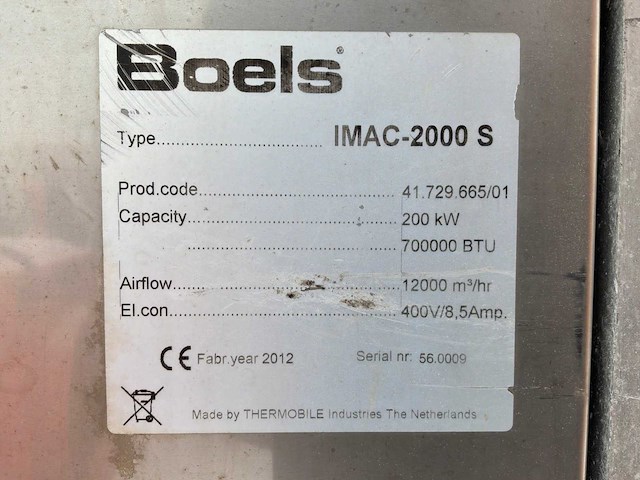 Boels®
Type........................................ IMAC-2000 S
Prod.code............................................. 41.729.665/01
Capacity............................................... 200 kW
............................................... 700000 BTU
Airflow.................................................. 12000 m³/hr
El.con................................................... 400V/8,5Amp.
CE Fabr.year 2012 Serial nr: 56.0009
Made by THERMOBILE Industries The Netherlands